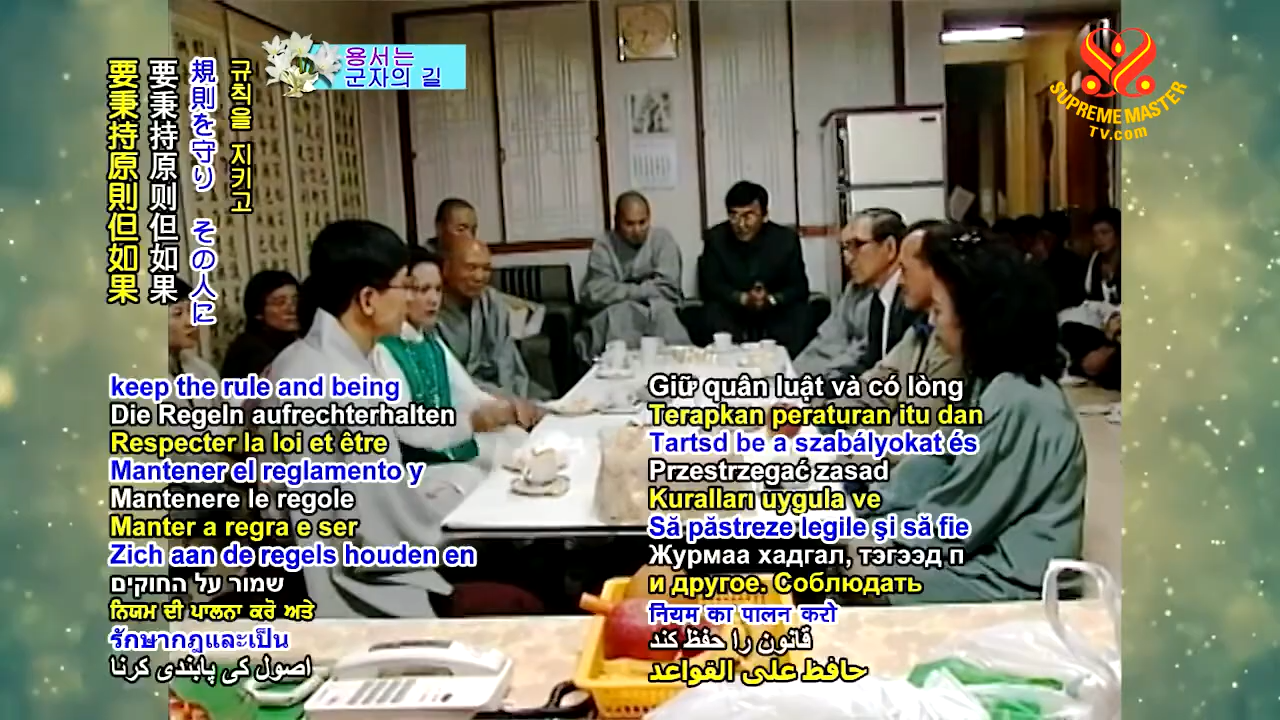 용서는
군자의 길
SUPREME MASTER
Tv.com
규칙을 지키고
規則を守り その人に
要秉持原则但如果
要秉持原則但如果
keep the rule and being
Die Regeln aufrechterhalten
Respecter la loi et être
Mantener el reglamento y
Mantenere le regole
Manter a regra e ser
Zich aan de regels houden en
שמור על החוקים
ਨਿਯਮ ਦੀ ਪਾਲਨਾ ਕਰੋ ਅਤੇ
รักษากฎและเป็น
اصول کی پابندی کرنا
Giữ quân luật và có lòng
Terapkan peraturan itu dan
Tartsd be a szabályokat és
Przestrzegać zasad
Kuralları uygula ve
Să păstreze legile şi să fie
Журмаа хадгал, тэгээд п
и другое. Соблюдать
नियम का पालन करो
قانون را حفظ کند
حافظ على القواعد